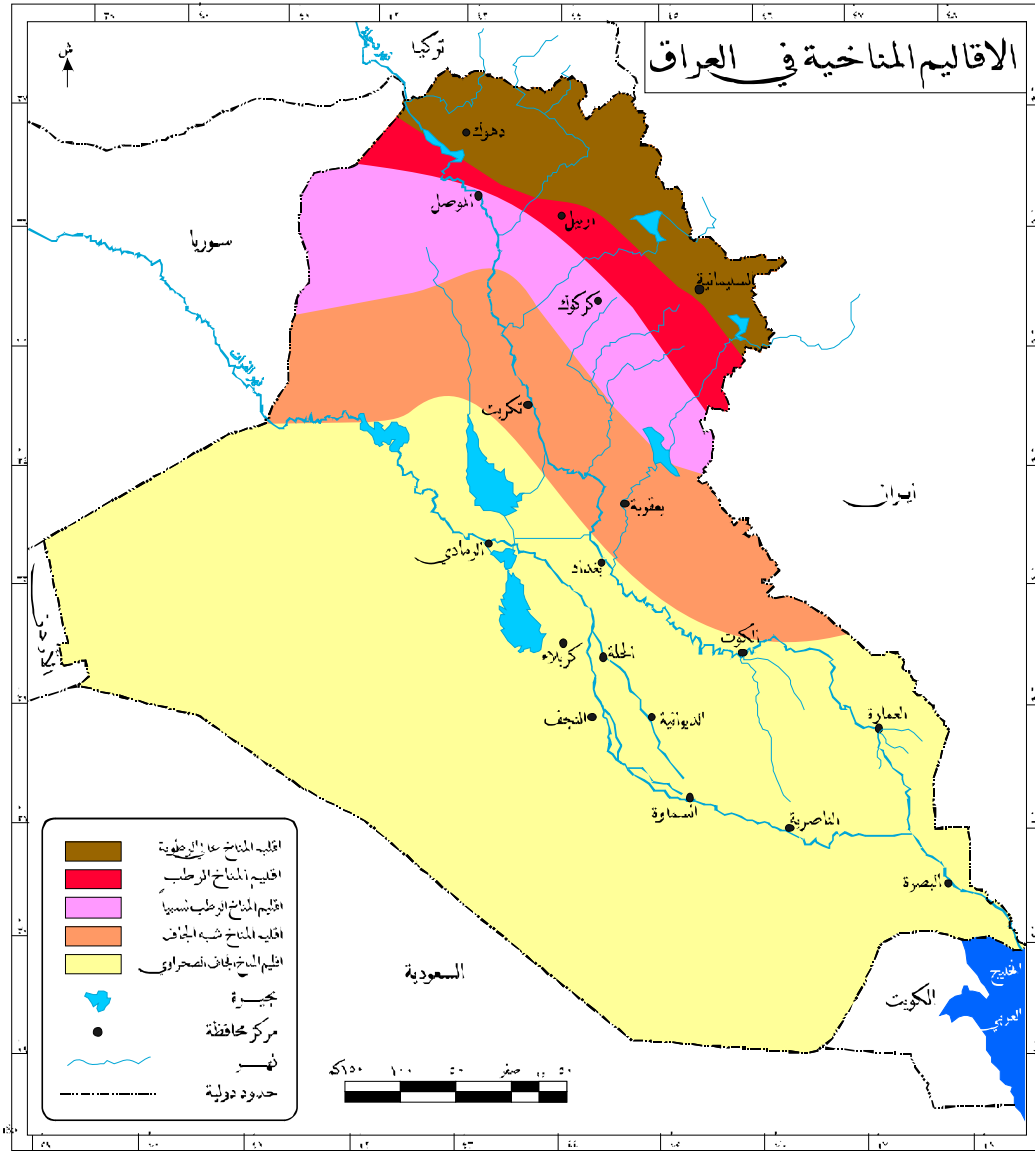 الاقاليم المناخية في العراق
ش
تركيا
دهوك
الموصل
اربيل
سوريا
السليمانية
كركوك
نهر الفرات
تكريت
ايران
بعقوبة
الرمادي
بغداد
الاردن
الكوت
كربلاء
الحلة
العمارة
النجف
الديوانية
السماوة
الناصرية
البصرة
السعودية
الكويت
الخليج
العربي
اقليم المناخ عالي الرطوبة
اقليم المناخ الرطب
اقليم المناخ الرطب نسبيا
اقليم المناخ شبه الجاف
اقليم المناخ الجاف الصحراوي
بحيرة
مركز محافظة
نهر
حدود دولية
٥٠ صفر ٥٠ ١٠٠ ١٥٠كم